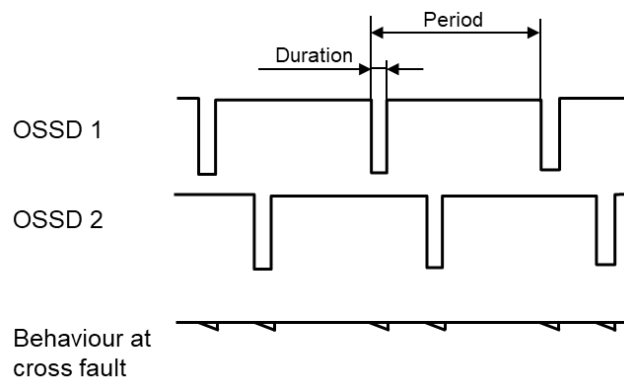 Period
Duration
OSSD 1
OSSD 2
Behaviour at
cross fault